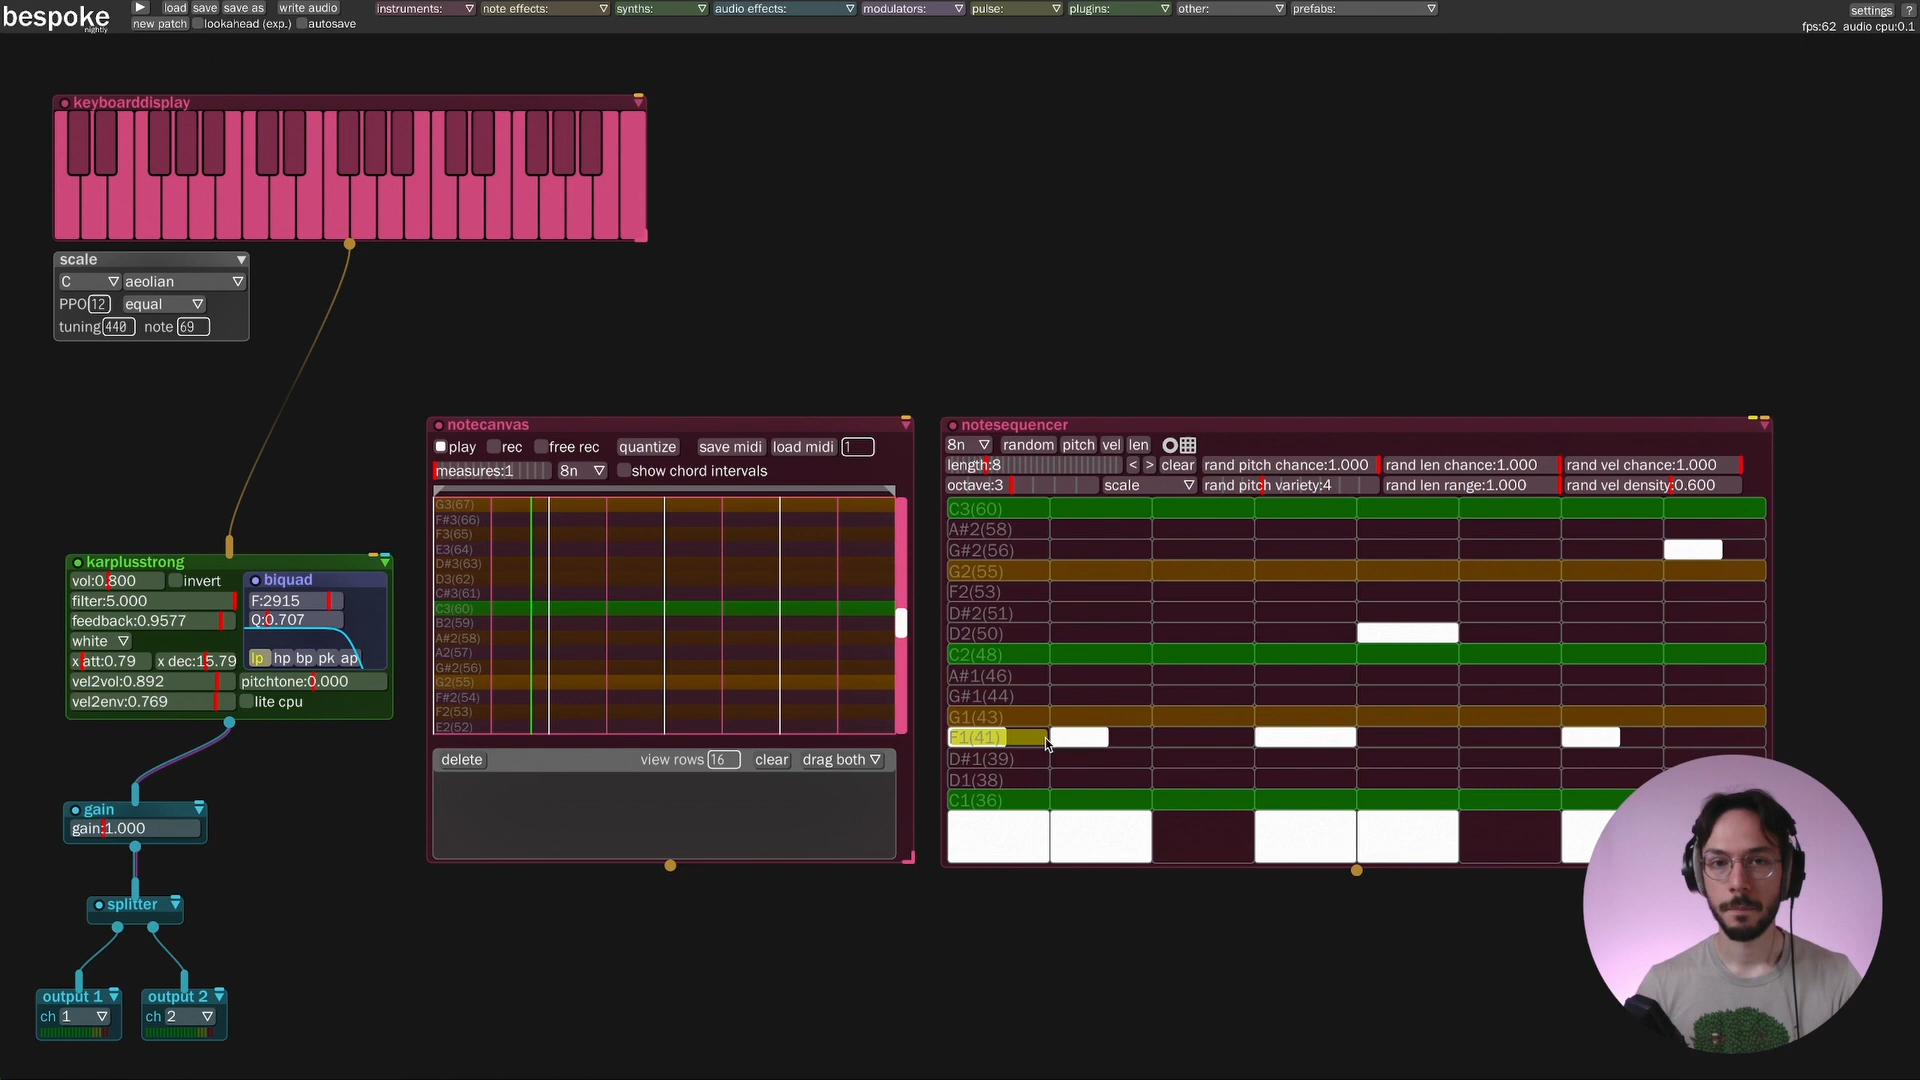 bespoke
nightly
load save save as write audio
new patch lookahead (exp.) autosave
instruments: note effects: synths: audio effects: modulators: pulse: plugins: other: prefabs:
settings ?
fps:62 audio cpu:0.1
keyboarddisplay
scale
C aeolian
PPO 12 equal
tuning 440 note 69
karplusstrong
vol:0.800 invert
filter:5.000
feedback:0.9577
white
x att:0.79 x dec:15.79
vel2vol:0.892 pitchtone:0.000
vel2env:0.769 lite cpu
biquad
F:2915
Q:0.707
lp hp bp pk ap
gain
gain:1.000
splitter
output 1
ch 1
output 2
ch 2
notecanvas
play rec free rec quantize save midi load midi 1
measures:1 8n show chord intervals
G3(67)
F#3(66)
F3(65)
E3(64)
D#3(63)
D3(62)
C#3(61)
C3(60)
B2(59)
A#2(58)
A2(57)
G#2(56)
G2(55)
F#2(54)
F2(53)
E2(52)
delete view rows 16 clear drag both
notesequencer
8n random pitch vel len
length:8 < > clear rand pitch chance:1.000 rand len chance:1.000 rand vel chance:1.000
octave:3 scale rand pitch variety:4 rand len range:1.000 rand vel density:0.600
C3(60)
A#2(58)
G#2(56)
G2(55)
F2(53)
D#2(51)
D2(50)
C2(48)
A#1(46)
G#1(44)
G1(43)
F1(41)
D#1(39)
D1(38)
C1(36)